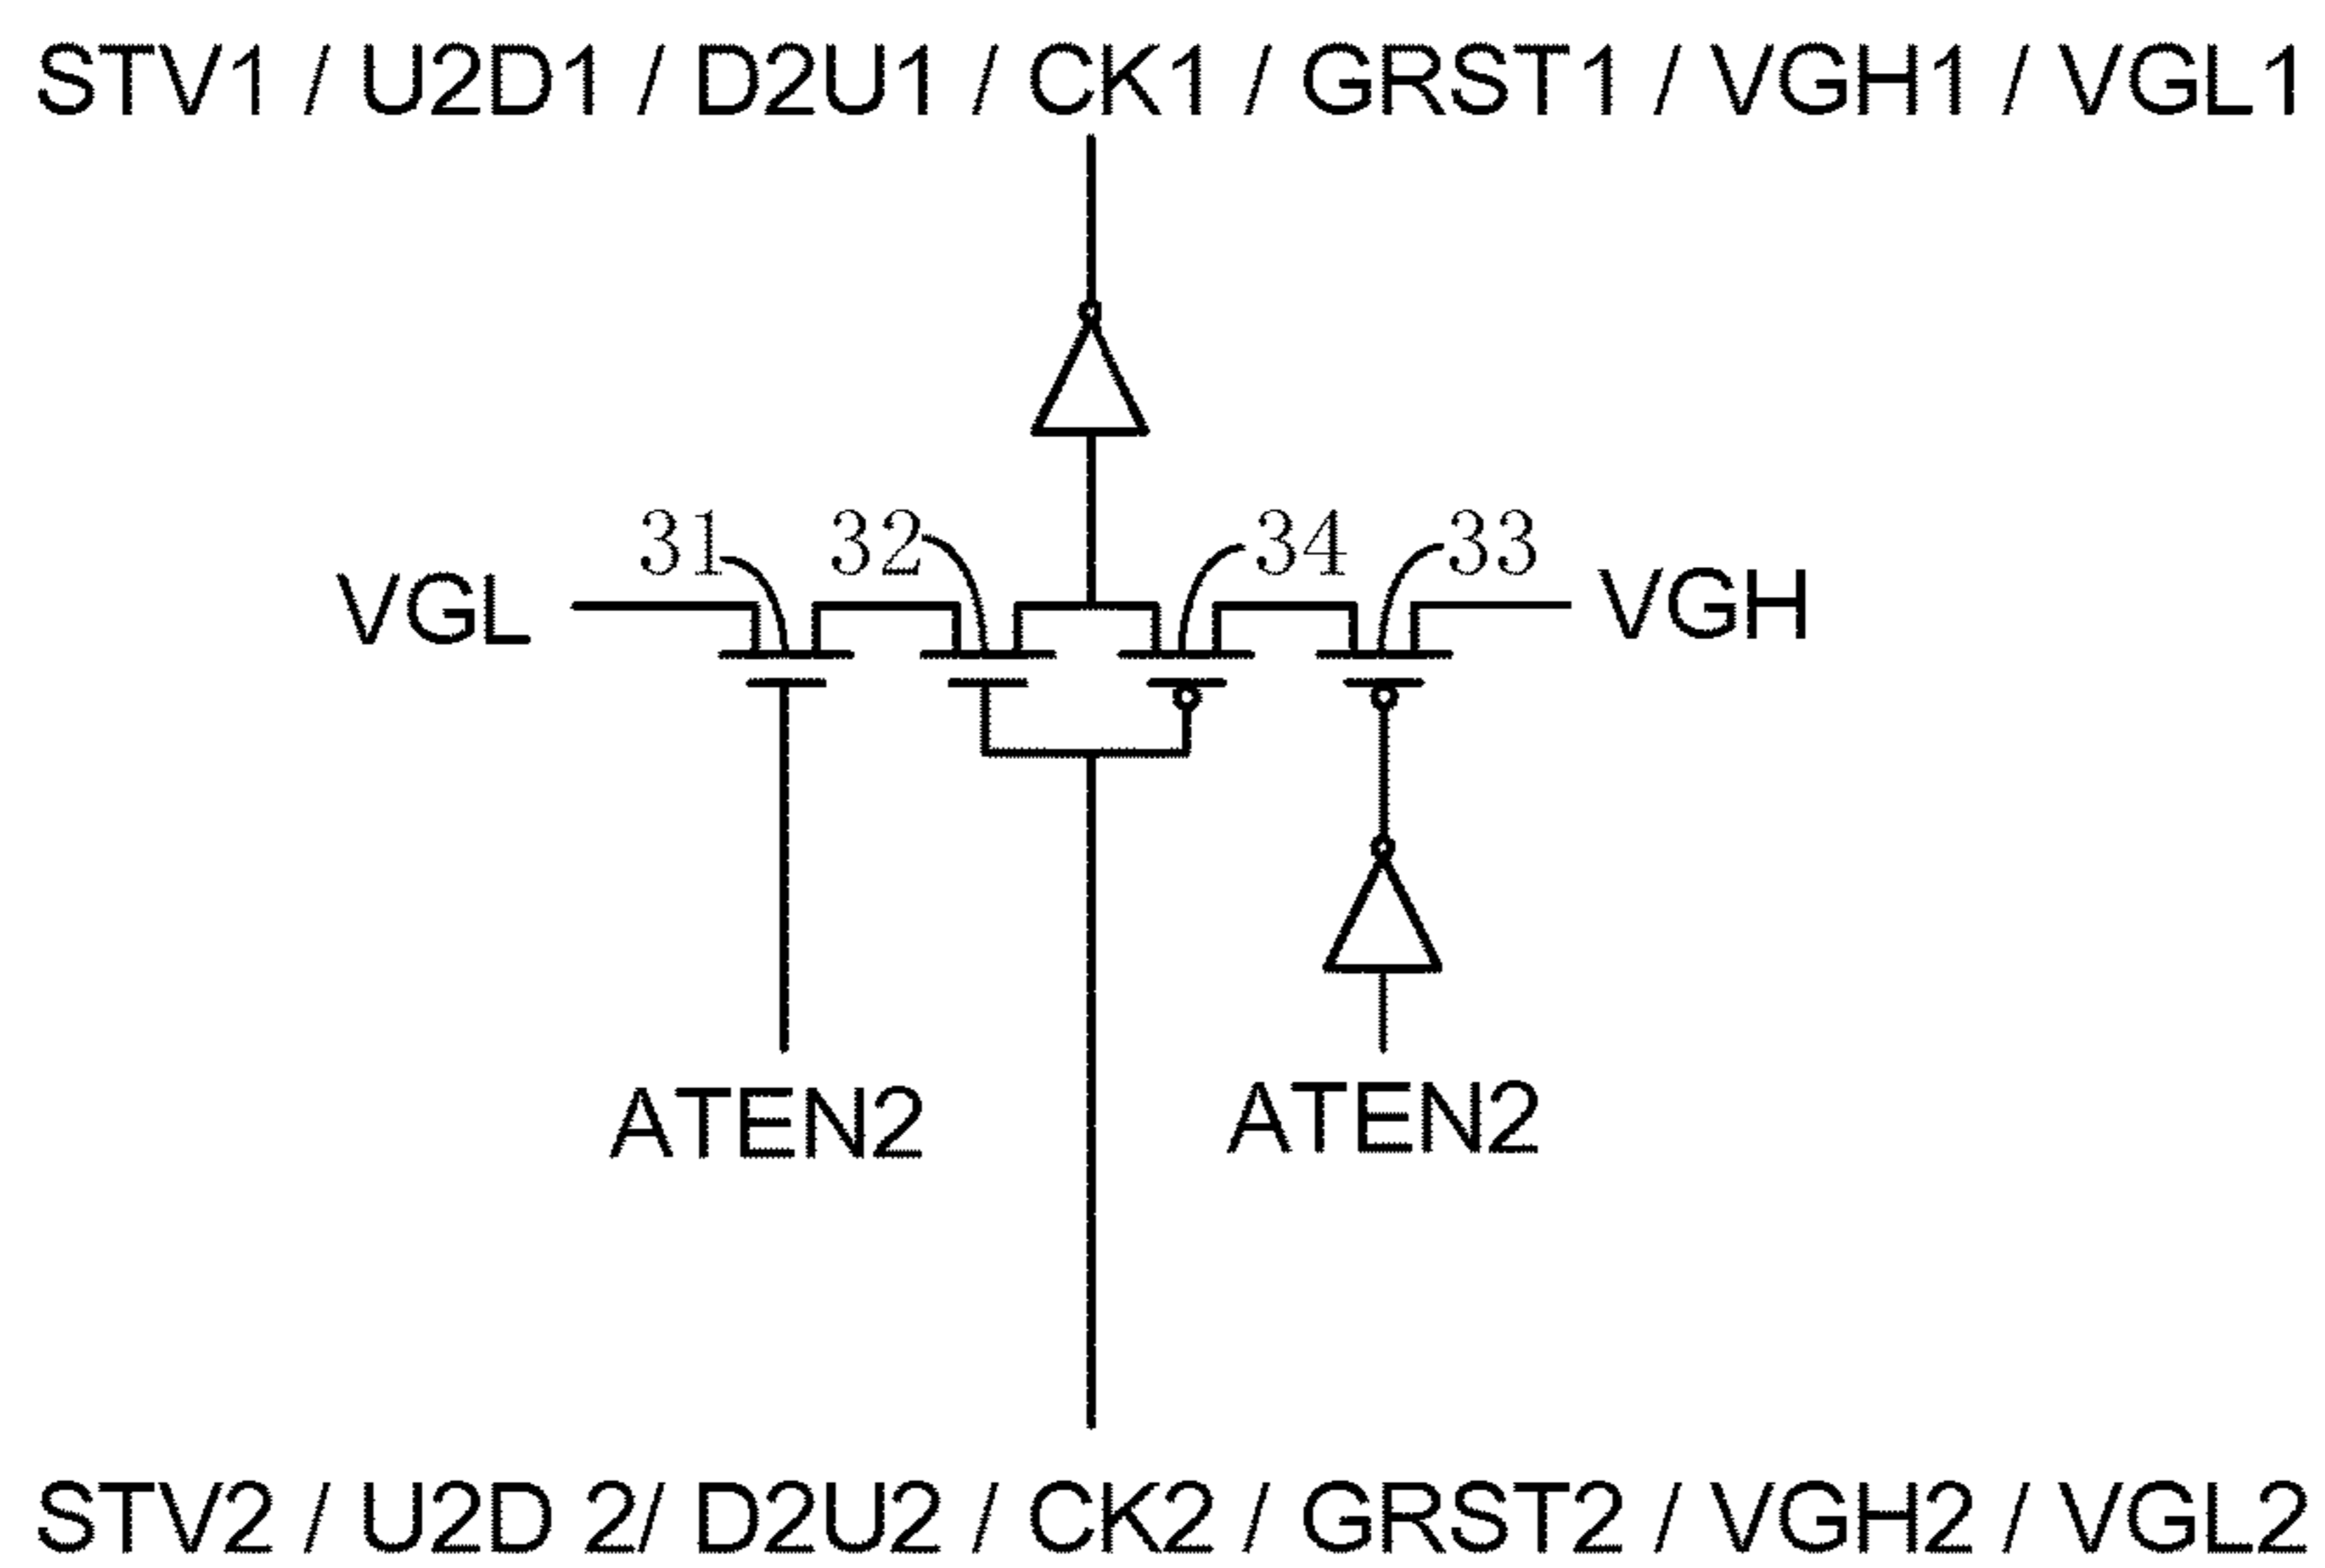 STV1 / U2D1 / D2U1 / CK1 / GRST1 / VGH1 / VGL1
31 32 34 33
VGL VGH
ATEN2 ATEN2
STV2 / U2D 2/ D2U2 / CK2 / GRST2 / VGH2 / VGL2